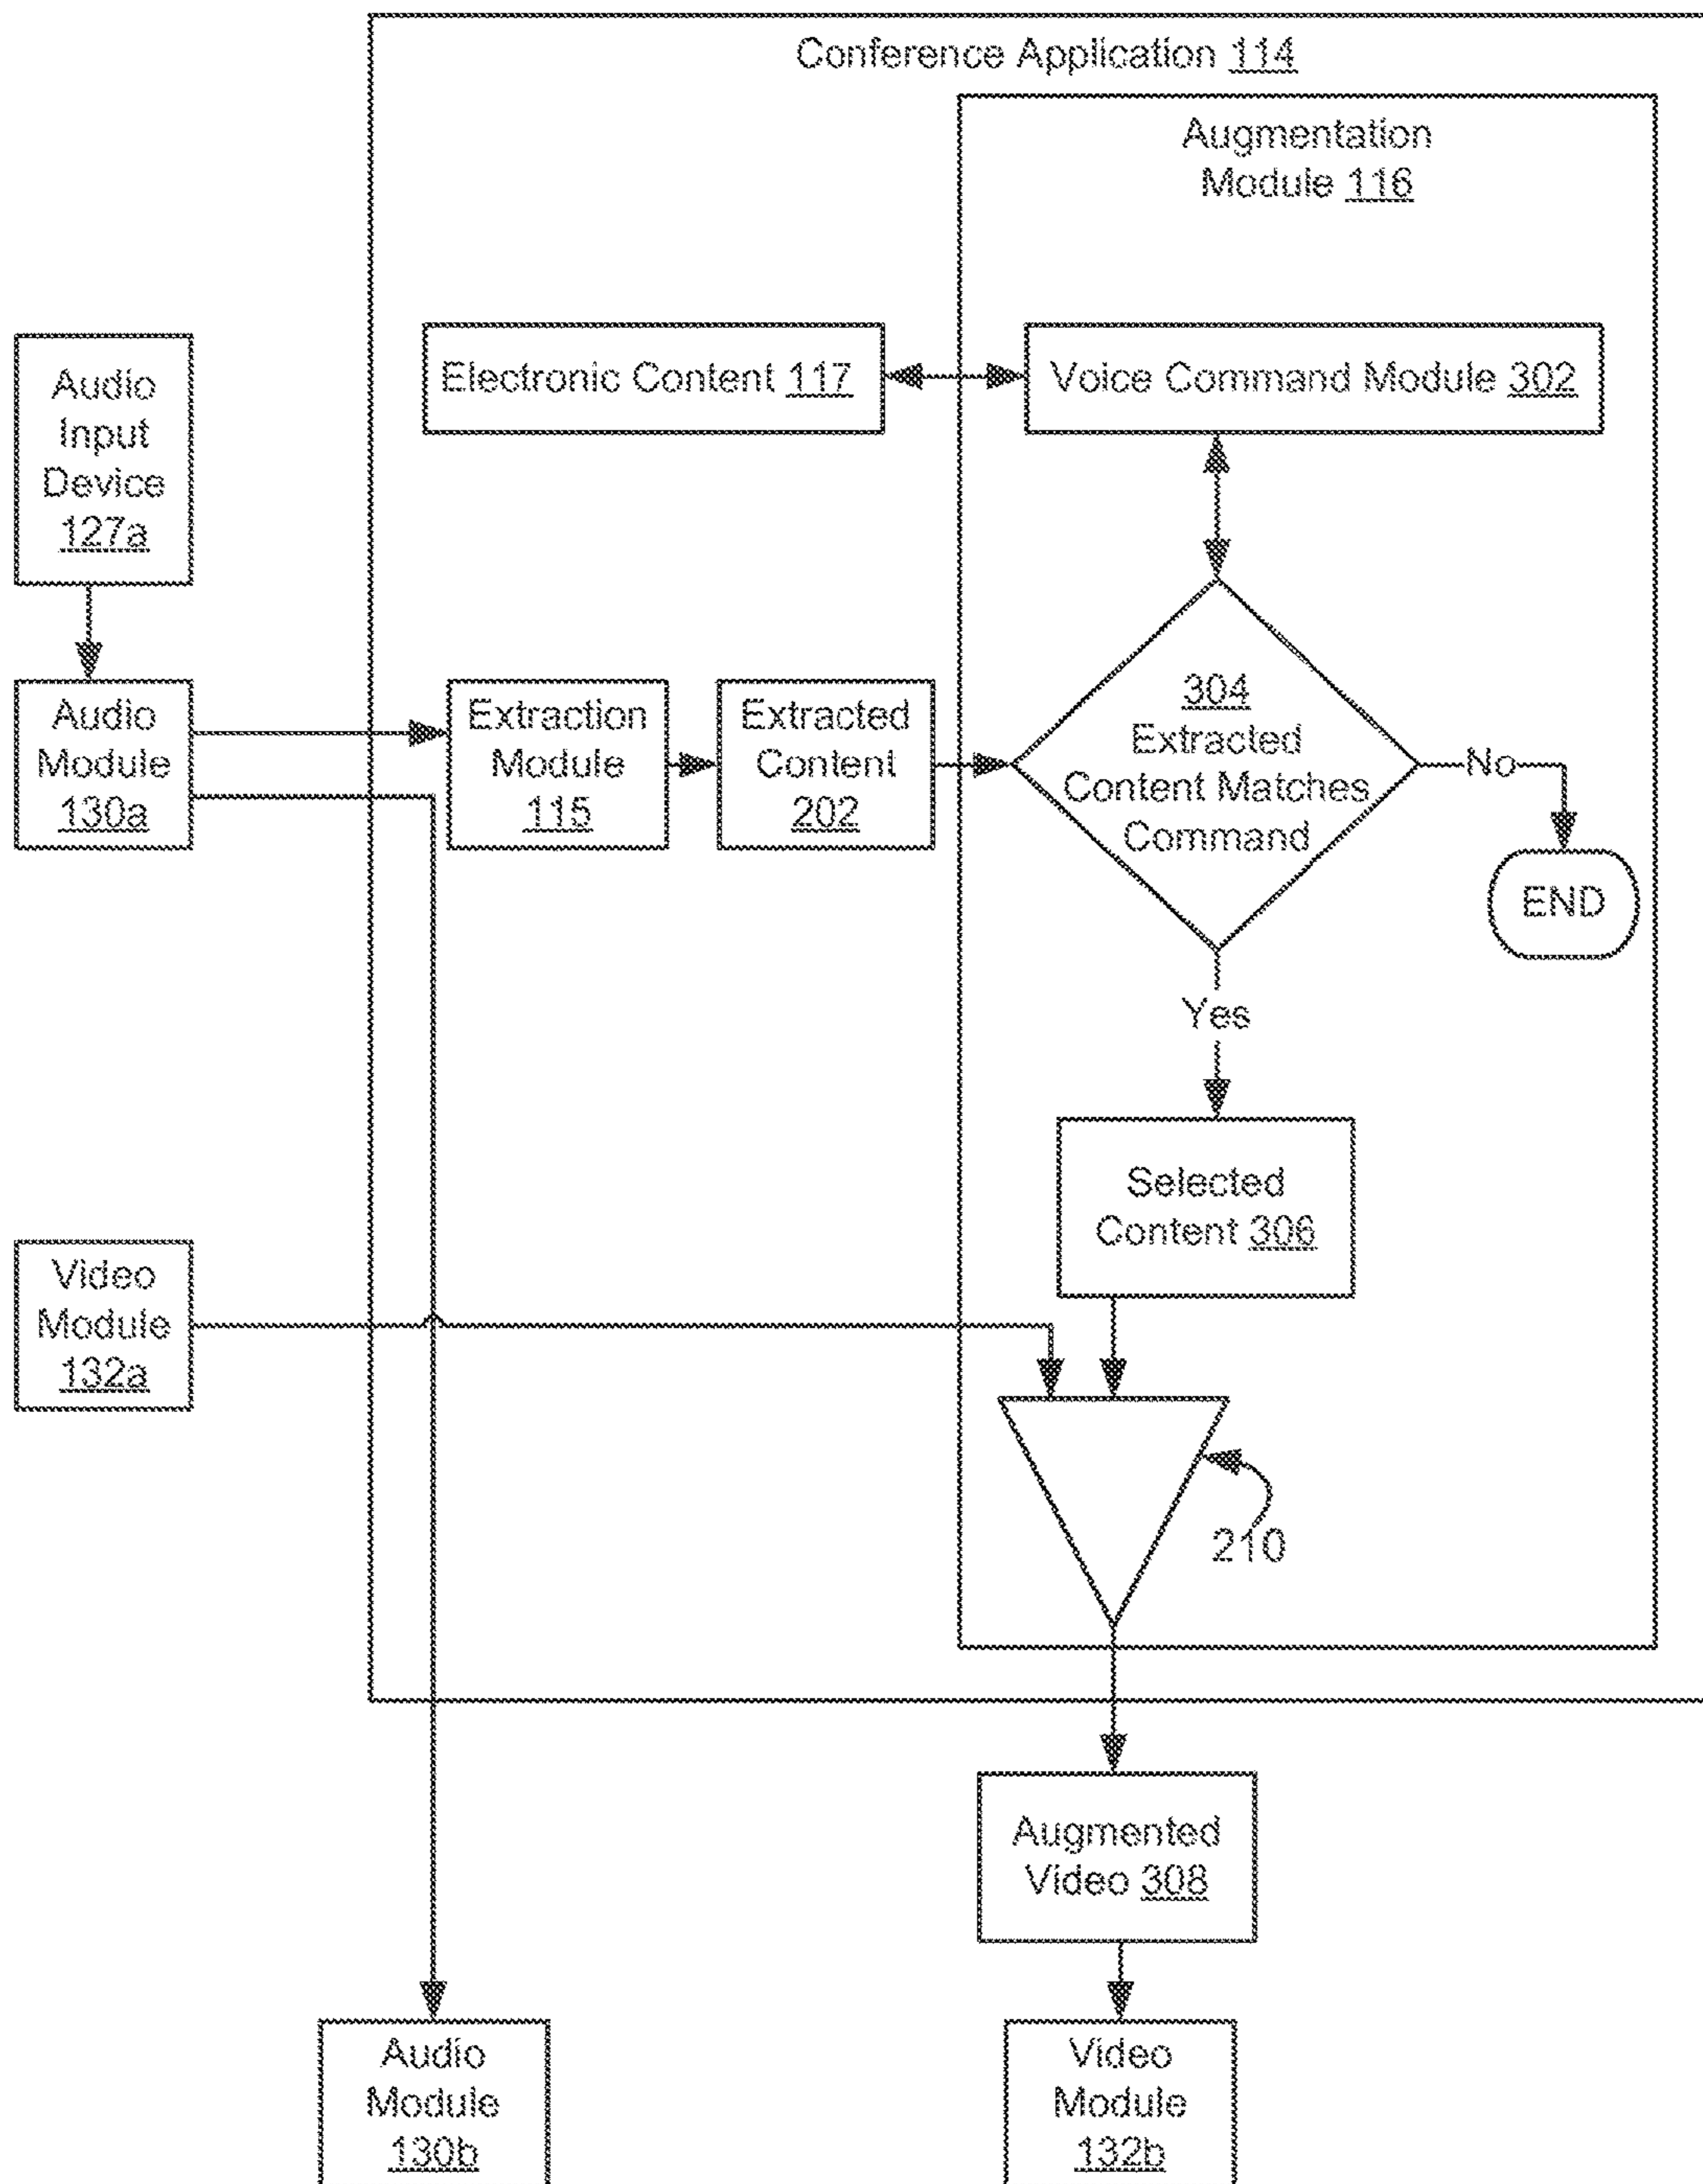 Conference Application 114
Augmentation
Module 116
Electronic Content 117
Voice Command Module 302
Audio
Input
Device
127a
Audio
Module
130a
Extraction
Module
115
Extracted
Content
202
304
Extracted
Content Matches
Command
No
END
Yes
Selected
Content 306
Video
Module
132a
210
Augmented
Video 308
Audio
Module
130b
Video
Module
132b